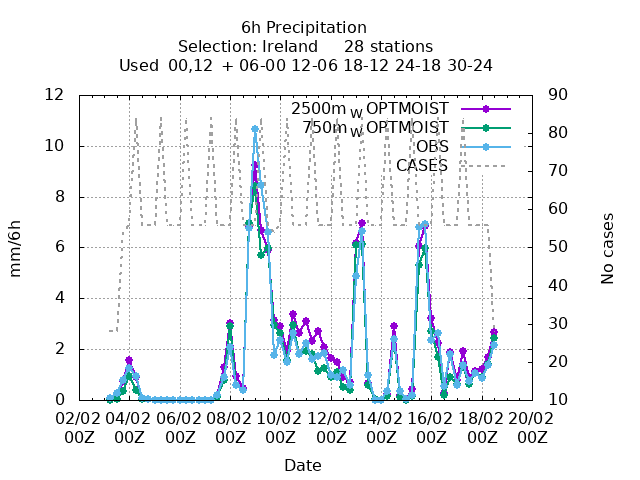 6h Precipitation
Selection: Ireland 28 stations
Used 00,12 + 06-00 12-06 18-12 24-18 30-24
12 90
2500m W OPTMOIST
750m W OPTMOIST
OBS
CASES
10 80
8 70
6 60
4 50
2 40
0 30
20
10
mm/6h
No cases
02/02 04/02 06/02 08/02 10/02 12/02 14/02 16/02 18/02 20/02
00Z 00Z 00Z 00Z 00Z 00Z 00Z 00Z 00Z 00Z
Date